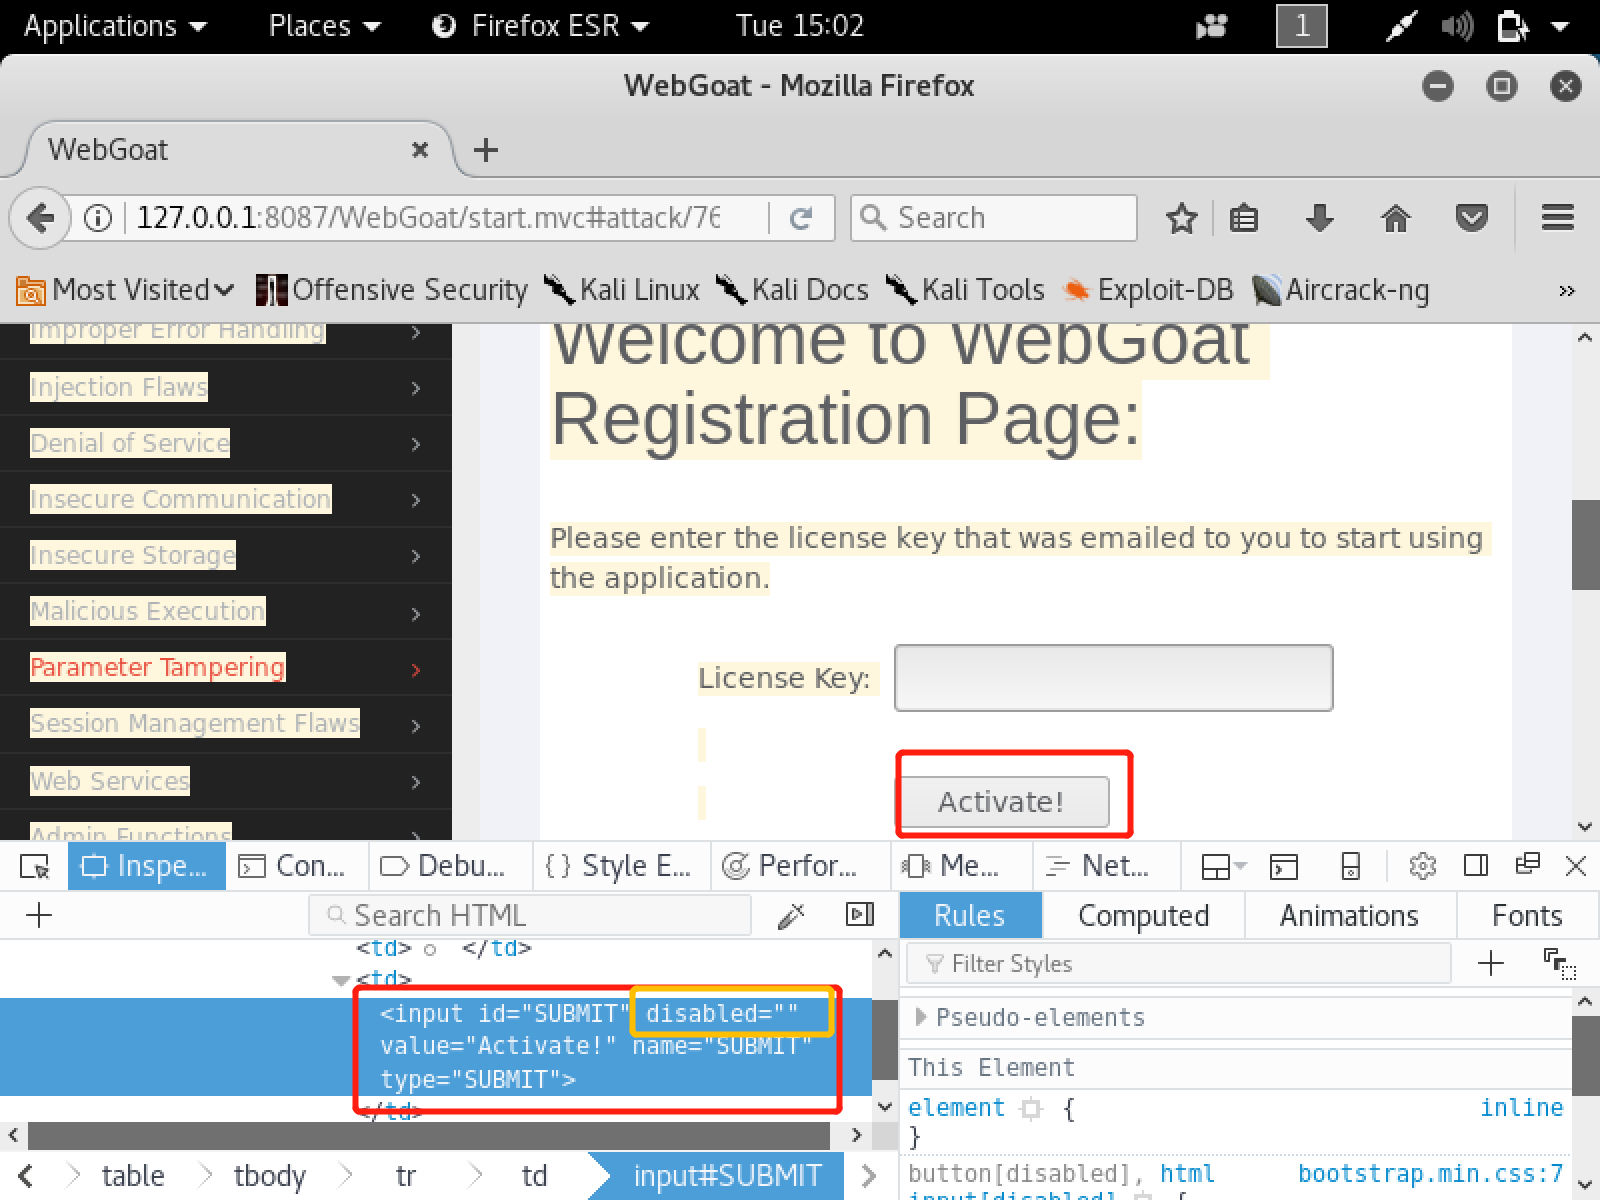 Applications Places Firefox ESR Tue 15:02 1
WebGoat - Mozilla Firefox
WebGoat
127.0.0.1:8087/WebGoat/start.mvc#attack/76 Search
Most Visited Offensive Security Kali Linux Kali Docs Kali Tools Exploit-DB Aircrack-ng »
Improper Error Handling
Injection Flaws
Denial of Service
Insecure Communication
Insecure Storage
Malicious Execution
Parameter Tampering
Session Management Flaws
Web Services
Admin Functions
Welcome to WebGoat
Registration Page:
Please enter the license key that was emailed to you to start using
the application.
License Key:
Activate!
Inspe... Con... Debu... {} Style E... Perfor... Me... Net...
Search HTML
<td> </td>
<td>
<input id="SUBMIT" disabled=""
value="Activate!" name="SUBMIT"
type="SUBMIT">
</td>
table tbody tr td input#SUBMIT
Rules Computed Animations Fonts
Filter Styles
Pseudo-elements
This Element
element { inline
}
button[disabled], html bootstrap.min.css:7
input[disabled] {